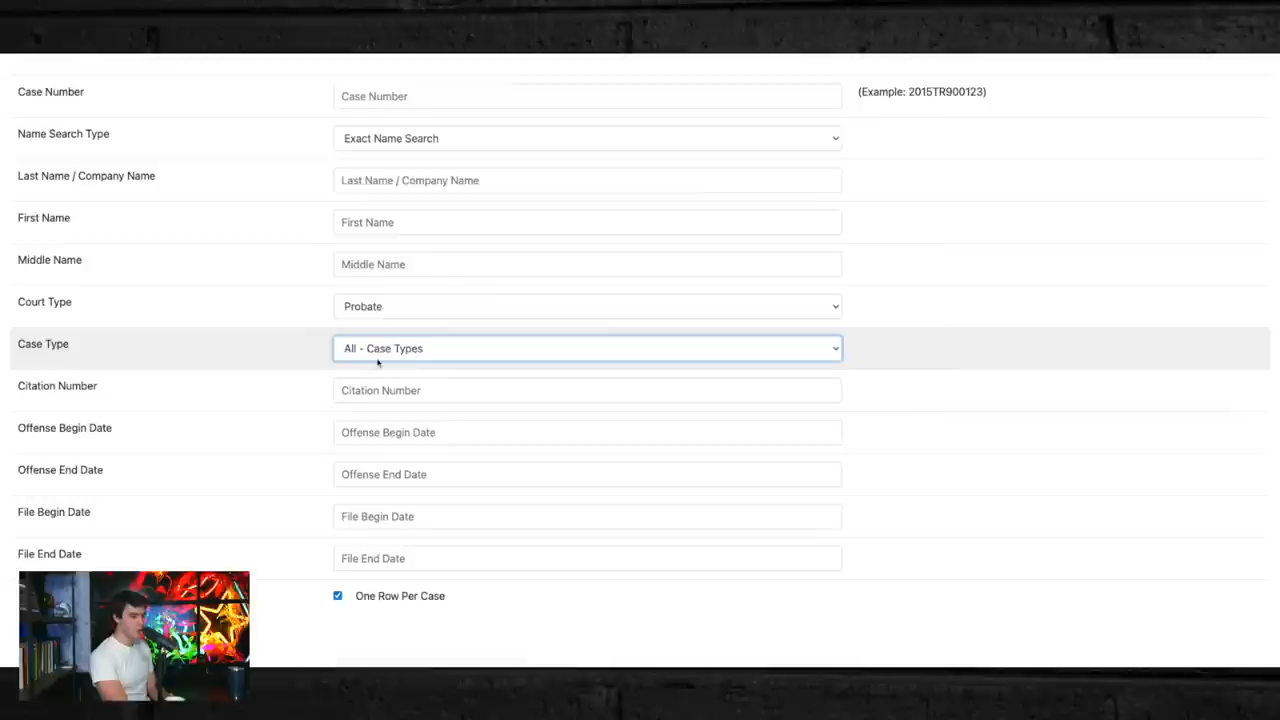 Case Number
Case Number
(Example: 2015TR900123)
Name Search Type
Exact Name Search
Last Name / Company Name
Last Name / Company Name
First Name
First Name
Middle Name
Middle Name
Court Type
Probate
Case Type
All - Case Types
Citation Number
Citation Number
Offense Begin Date
Offense Begin Date
Offense End Date
Offense End Date
File Begin Date
File Begin Date
File End Date
File End Date
One Row Per Case